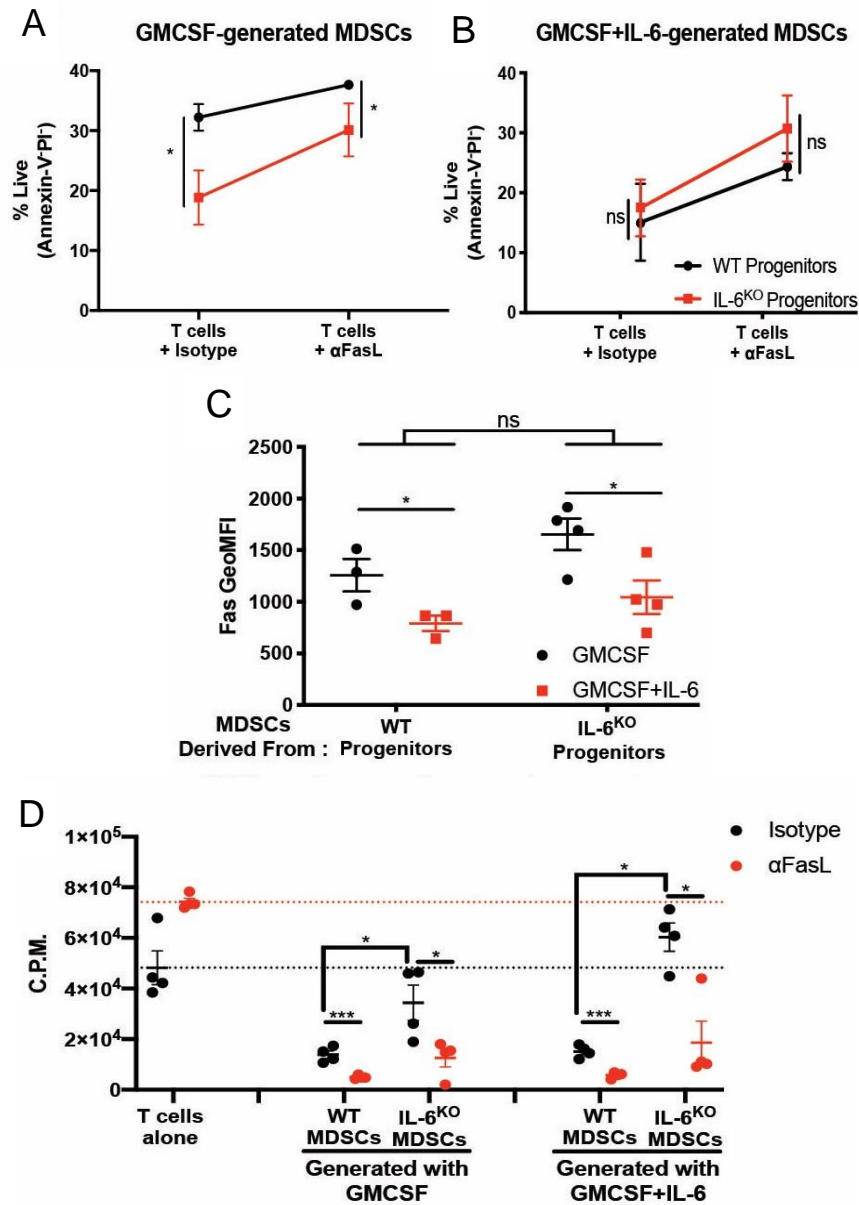 A
GMCSF-generated MDSCs
% Live
(Annexin-V⁻PI⁻)
40
30
20
10
0
*
*
T cells
+ Isotype
T cells
+ αFasL
B
GMCSF+IL-6-generated MDSCs
% Live
(Annexin-V⁻PI⁻)
40
30
20
10
0
ns
ns
WT Progenitors
IL-6ᴷᴼ Progenitors
T cells
+ Isotype
T cells
+ αFasL
C
ns
Fas GeoMFI
2500
2000
1500
1000
500
0
*
*
GMCSF
GMCSF+IL-6
MDSCs
Derived From :
WT
Progenitors
IL-6ᴷᴼ
Progenitors
D
C.P.M.
1×10⁵
8×10⁴
6×10⁴
4×10⁴
2×10⁴
0
Isotype
αFasL
*
*
***
*
*
***
T cells
alone
WT
MDSCs
IL-6ᴷᴼ
MDSCs
Generated with
GMCSF
WT
MDSCs
IL-6ᴷᴼ
MDSCs
Generated with
GMCSF+IL-6